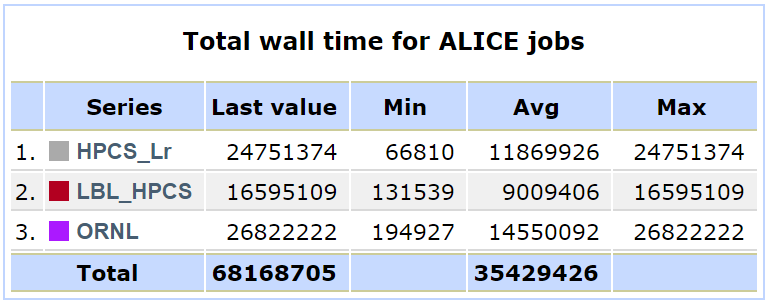 Total wall time for ALICE jobs
Series Last value Min Avg Max
1. HPCS_Lr 24751374 66810 11869926 24751374
2. LBL_HPCS 16595109 131539 9009406 16595109
3. ORNL 26822222 194927 14550092 26822222
Total 68168705 35429426